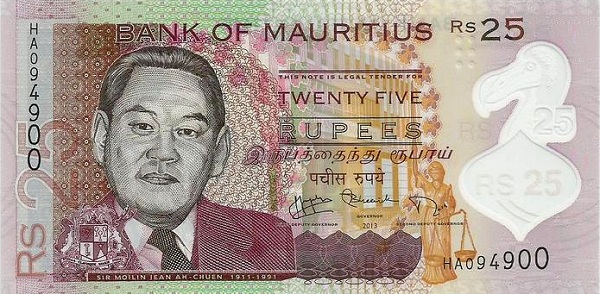 BANK OF MAURITIUS
Rs 25
HA094900
THIS NOTE IS LEGAL TENDER FOR
TWENTY FIVE
RUPEES
இருபத்தைந்து ரூபாய்
पचीस रुपये
25
RS 25
Rs 25
DEPUTY GOVERNOR
GOVERNOR
2013
SECOND DEPUTY GOVERNOR
SIR MOILIN JEAN AH-CHUEN 1911-1991
HA094900